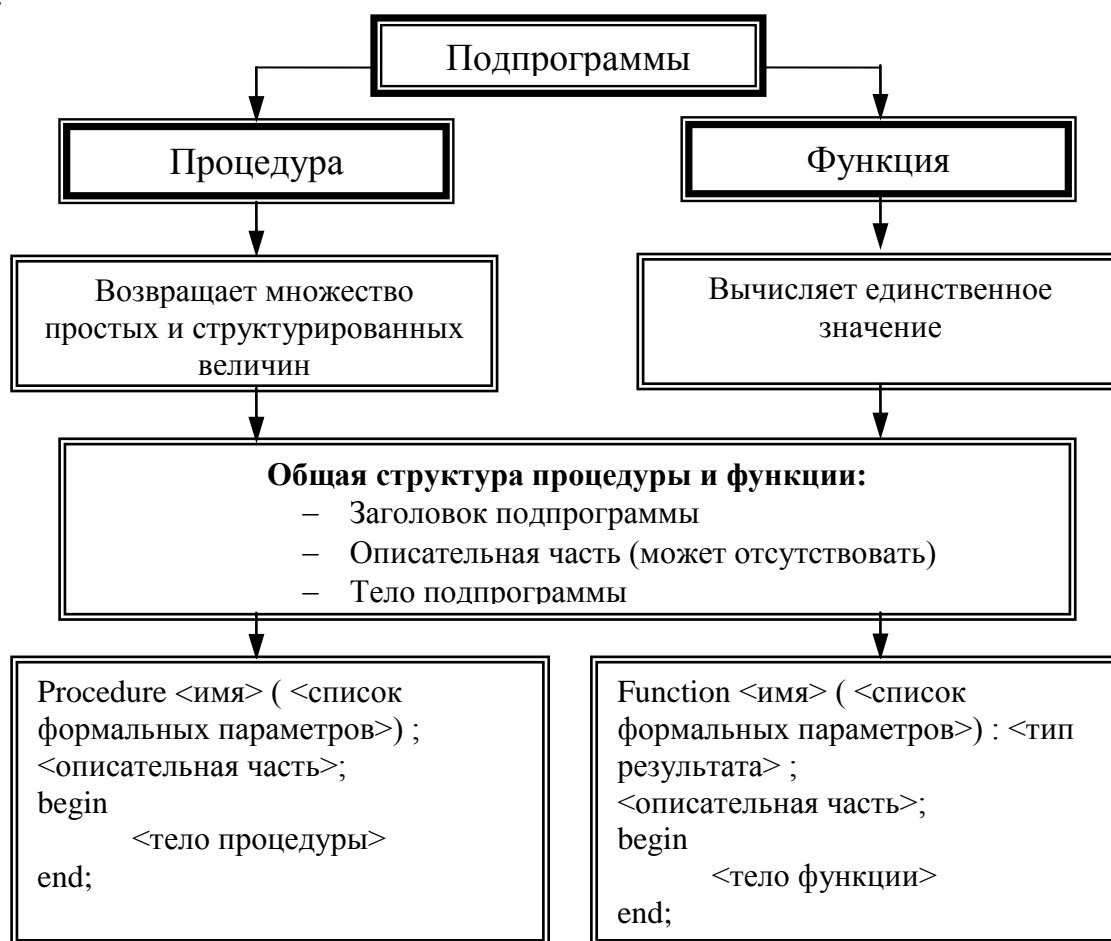 Подпрограммы
Процедура
Функция
Возвращает множество
простых и структурированных
величин
Вычисляет единственное
значение
Общая структура процедуры и функции:
– Заголовок подпрограммы
– Описательная часть (может отсутствовать)
– Тело подпрограммы
Procedure <имя> ( <список
формальных параметров>) ;
<описательная часть>;
begin
<тело процедуры>
end;
Function <имя> ( <список
формальных параметров>) : <тип
результата> ;
<описательная часть>;
begin
<тело функции>
end;